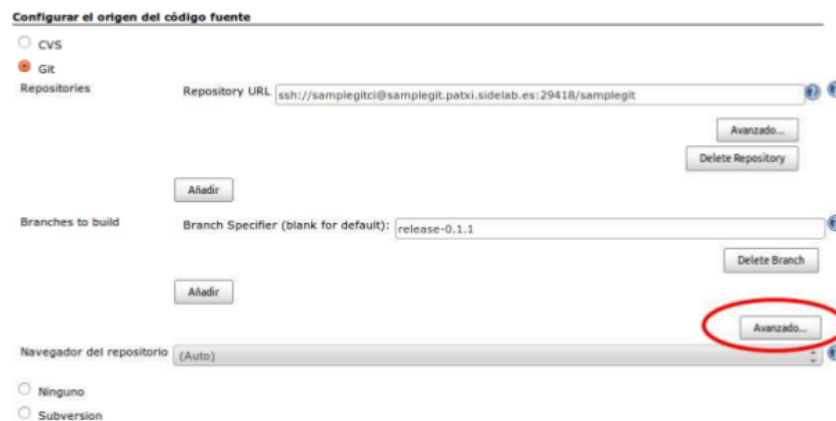 Configurar el origen del código fuente
CVS
Git
Repositories
Repository URL ssh://samplegitci@samplegit.patxi.sidelab.es:29418/samplegit
Avanzado...
Delete Repository
Añadir
Branches to build
Branch Specifier (blank for default): release-0.1.1
Delete Branch
Añadir
Avanzado...
Navegador del repositorio (Auto)
Ninguno
Subversion